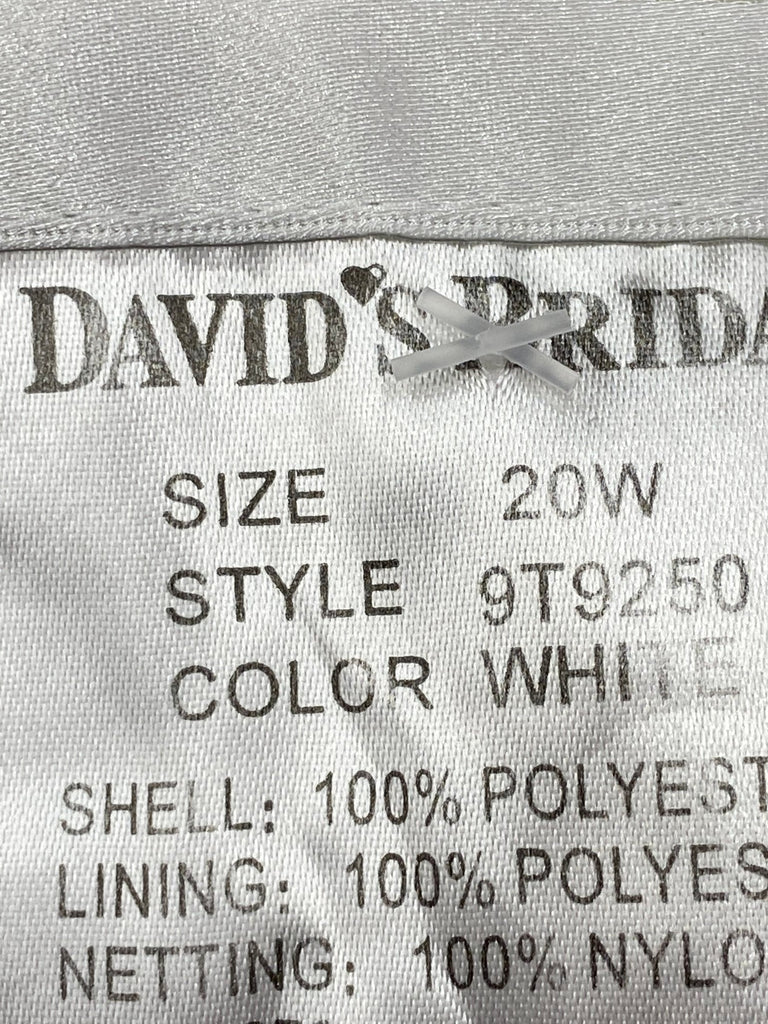 DAVID'S BRIDA
SIZE 20W
STYLE 9T9250
COLOR WHITE
SHELL: 100% POLYEST
LINING: 100% POLYES
NETTING: 100% NYLO